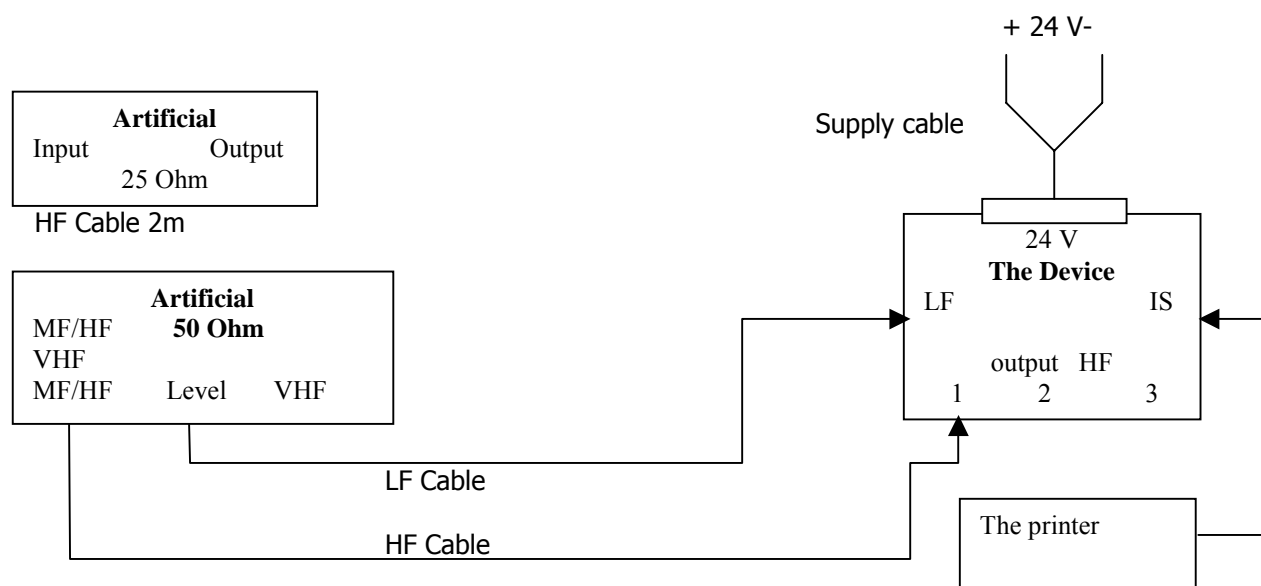 + 24 V-
Supply cable
Artificial
Input Output
25 Ohm
HF Cable 2m
24 V
The Device
LF IS
output HF
1 2 3
Artificial
MF/HF 50 Ohm
VHF
MF/HF Level VHF
LF Cable
HF Cable
The printer